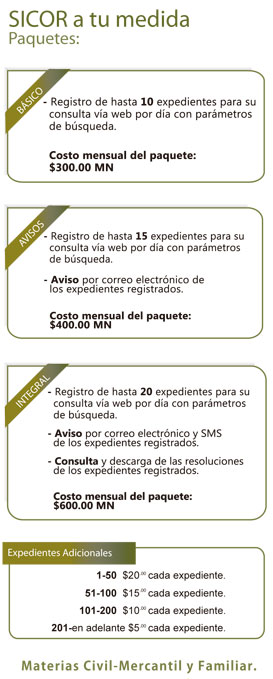 SICOR a tu medida
Paquetes:
BÁSICO
- Registro de hasta 10 expedientes para su
consulta vía web por día con parámetros
de búsqueda.
Costo mensual del paquete:
$300.00 MN
AVISOS
- Registro de hasta 15 expedientes para su
consulta vía web por día con parámetros
de búsqueda.
- Aviso por correo electrónico de
los expedientes registrados.
Costo mensual del paquete:
$400.00 MN
INTEGRAL
- Registro de hasta 20 expedientes para su
consulta vía web por día con parámetros
de búsqueda.
- Aviso por correo electrónico y SMS
de los expedientes registrados.
- Consulta y descarga de las resoluciones
de los expedientes registrados.
Costo mensual del paquete:
$600.00 MN
Expedientes Adicionales
1-50 $20.00 cada expediente.
51-100 $15.00 cada expediente.
101-200 $10.00 cada expediente.
201-en adelante $5.00 cada expediente.
Materias Civil-Mercantil y Familiar.